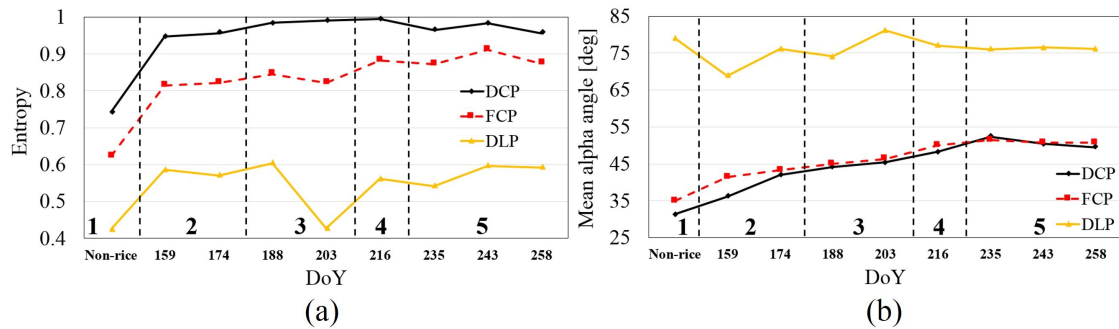 (a)
1
0.9
0.8
0.7
0.6
0.5
0.4
Entropy
DCP
FCP
DLP
1 2 3 4 5
Non-rice 159 174 188 203 216 235 243 258
DoY
(b)
85
75
65
55
45
35
25
Mean alpha angle [deg]
DCP
FCP
DLP
1 2 3 4 5
Non-rice 159 174 188 203 216 235 243 258
DoY
(a)
(b)